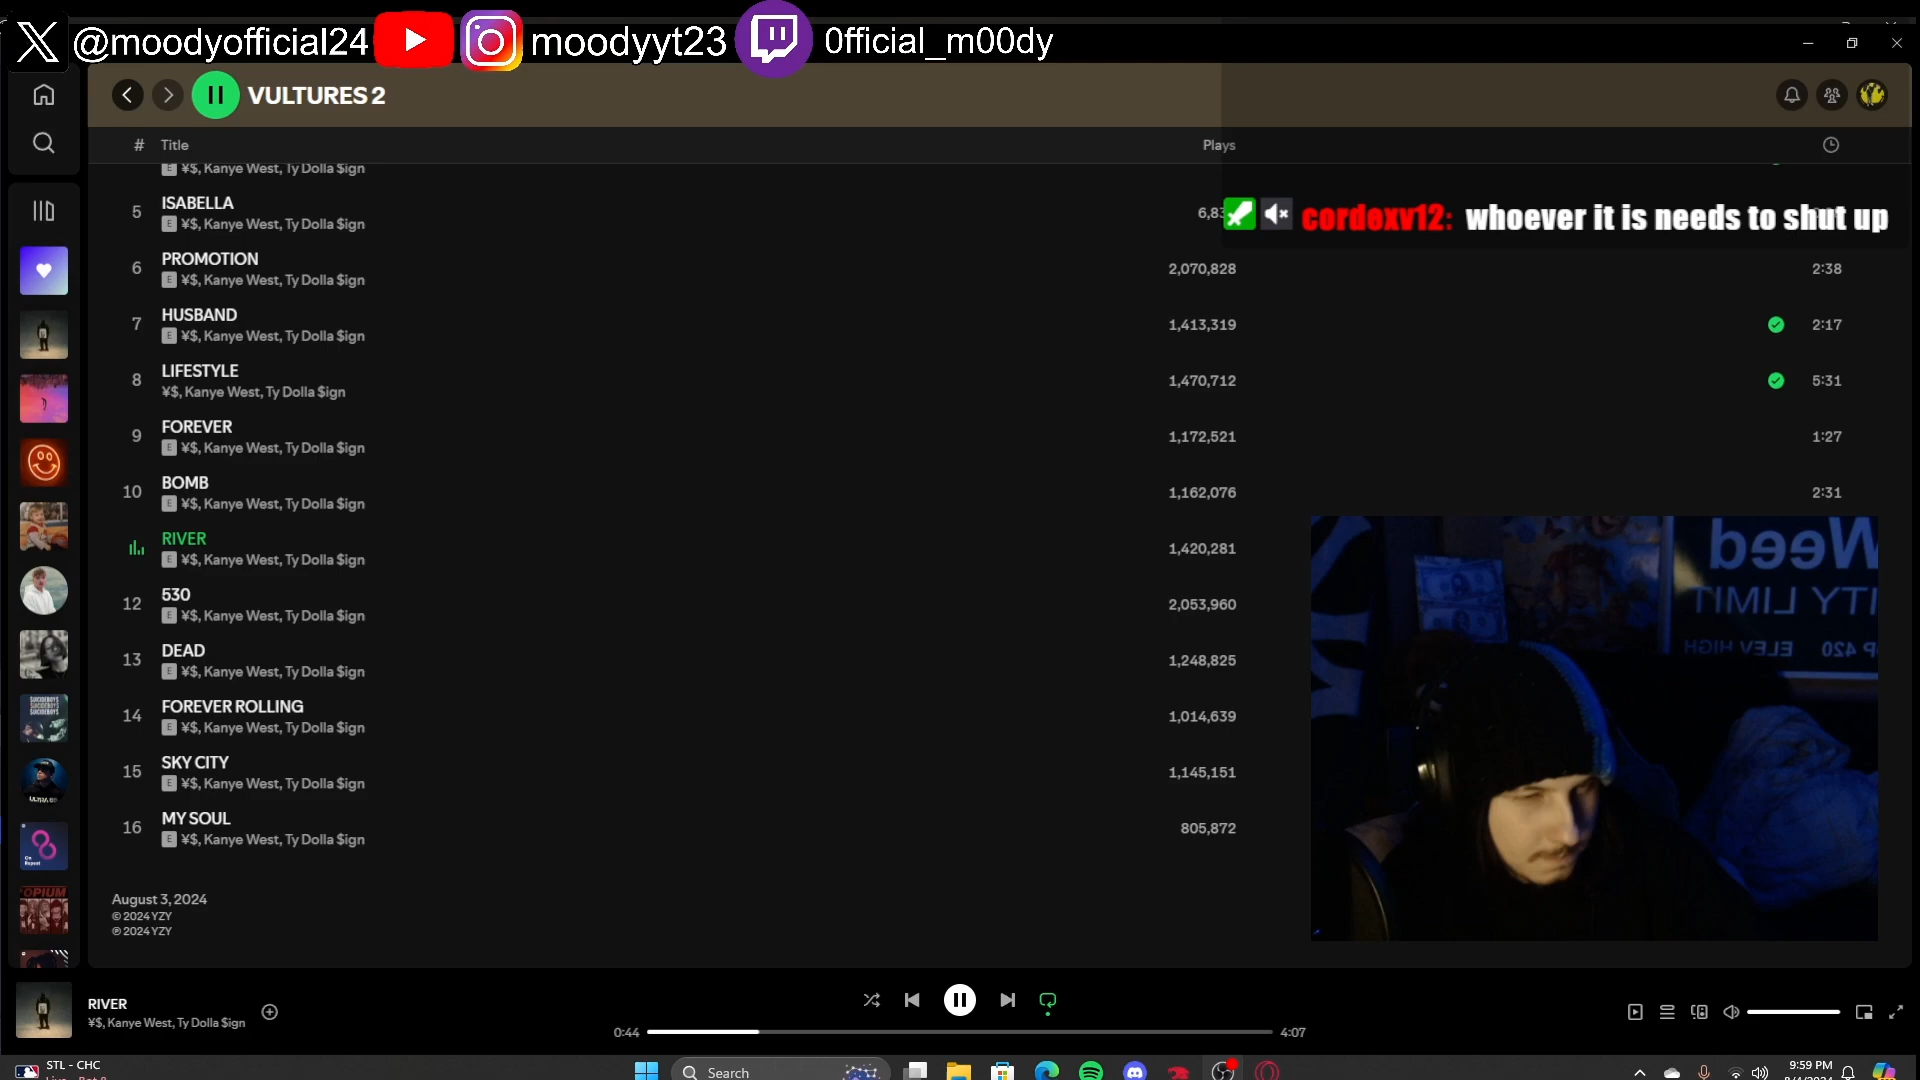 @moodyofficial24 moodyyt23 0fficial_m00dy
VULTURES 2
# Title Plays
E ¥$, Kanye West, Ty Dolla $ign
5 ISABELLA
E ¥$, Kanye West, Ty Dolla $ign
cordexv12: whoever it is needs to shut up
6 PROMOTION 2,070,828 2:38
E ¥$, Kanye West, Ty Dolla $ign
7 HUSBAND 1,413,319 2:17
E ¥$, Kanye West, Ty Dolla $ign
8 LIFESTYLE 1,470,712 5:31
¥$, Kanye West, Ty Dolla $ign
9 FOREVER 1,172,521 1:27
E ¥$, Kanye West, Ty Dolla $ign
10 BOMB 1,162,076 2:31
E ¥$, Kanye West, Ty Dolla $ign
RIVER 1,420,281
E ¥$, Kanye West, Ty Dolla $ign
12 530 2,053,960
E ¥$, Kanye West, Ty Dolla $ign
13 DEAD 1,248,825
E ¥$, Kanye West, Ty Dolla $ign
14 FOREVER ROLLING 1,014,639
E ¥$, Kanye West, Ty Dolla $ign
15 SKY CITY 1,145,151
E ¥$, Kanye West, Ty Dolla $ign
16 MY SOUL 805,872
E ¥$, Kanye West, Ty Dolla $ign
Weed
ITY LIMIT
ELEV HIGH
P 420
August 3, 2024
© 2024 YZY
℗ 2024 YZY
RIVER
¥$, Kanye West, Ty Dolla $ign
0:44 4:07
STL - CHC
Search
9:59 PM